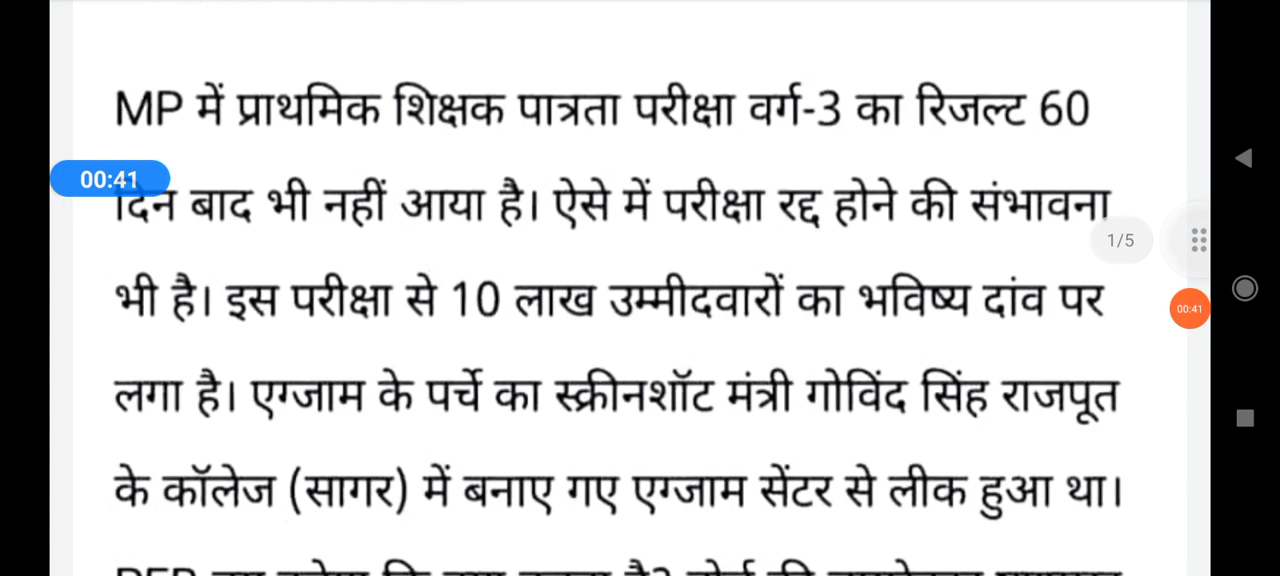 MP में प्राथमिक शिक्षक पात्रता परीक्षा वर्ग-3 का रिजल्ट 60
00:41
दिन बाद भी नहीं आया है। ऐसे में परीक्षा रद्द होने की संभावना
1/5
भी है। इस परीक्षा से 10 लाख उम्मीदवारों का भविष्य दांव पर
00:41
लगा है। एग्जाम के पर्चे का स्क्रीनशॉट मंत्री गोविंद सिंह राजपूत
के कॉलेज (सागर) में बनाए गए एग्जाम सेंटर से लीक हुआ था।